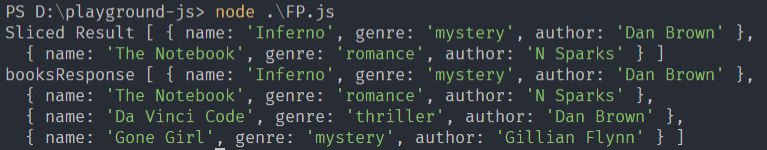 PS D:\playground-js> node .\FP.js
Sliced Result [ { name: 'Inferno', genre: 'mystery', author: 'Dan Brown' },
  { name: 'The Notebook', genre: 'romance', author: 'N Sparks' } ]
booksResponse [ { name: 'Inferno', genre: 'mystery', author: 'Dan Brown' },
  { name: 'The Notebook', genre: 'romance', author: 'N Sparks' },
  { name: 'Da Vinci Code', genre: 'thriller', author: 'Dan Brown' },
  { name: 'Gone Girl', genre: 'mystery', author: 'Gillian Flynn' } ]